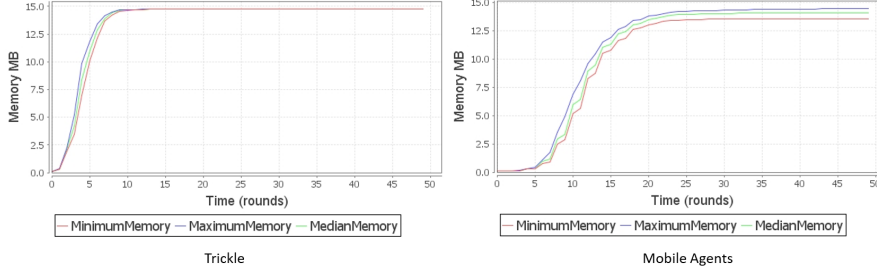 15.0
12.5
10.0
7.5
5.0
2.5
0.0
Memory MB
0 5 10 15 20 25 30 35 40 45 50
Time (rounds)
MinimumMemory MaximumMemory MedianMemory
Trickle
15.0
12.5
10.0
7.5
5.0
2.5
0.0
Memory MB
0 5 10 15 20 25 30 35 40 45 50
Time (rounds)
MinimumMemory MaximumMemory MedianMemory
Mobile Agents